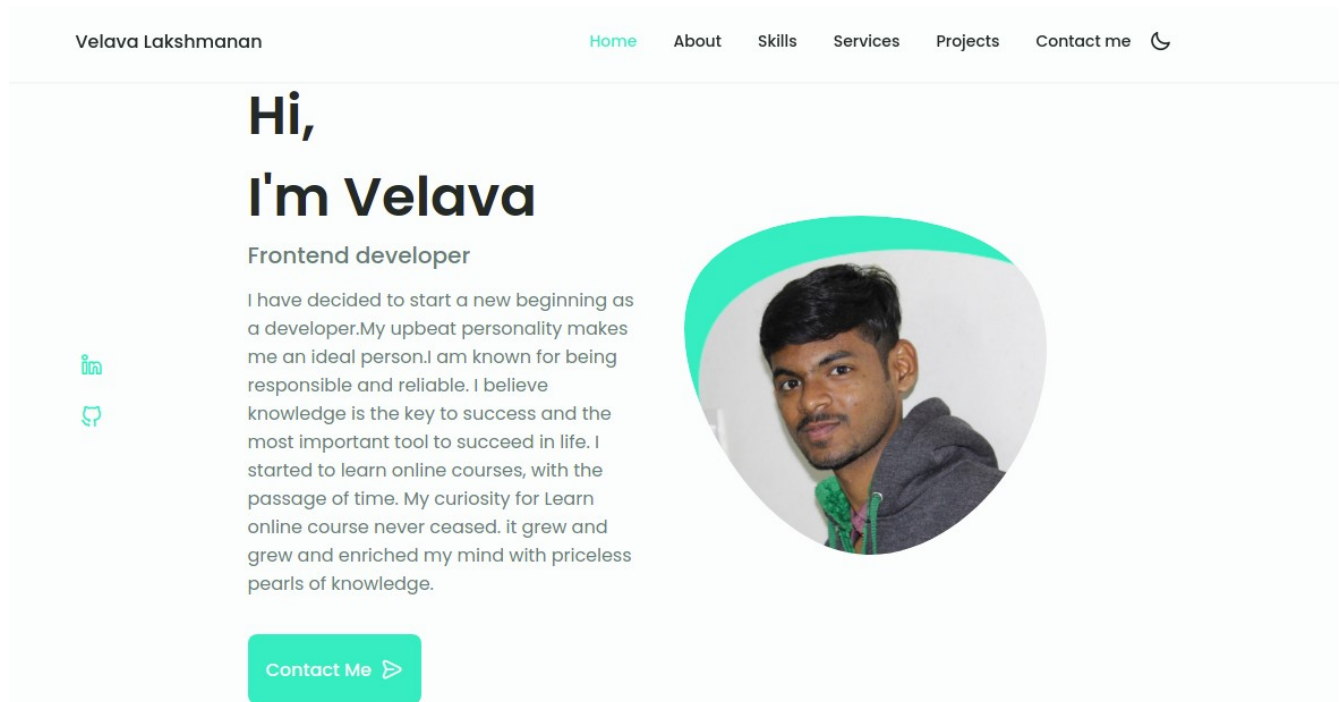 Velava Lakshmanan
Home About Skills Services Projects Contact me
Hi,
I'm Velava
Frontend developer
I have decided to start a new beginning as
a developer.My upbeat personality makes
me an ideal person.I am known for being
responsible and reliable. I believe
knowledge is the key to success and the
most important tool to succeed in life. I
started to learn online courses, with the
passage of time. My curiosity for Learn
online course never ceased. it grew and
grew and enriched my mind with priceless
pearls of knowledge.
in
Contact Me